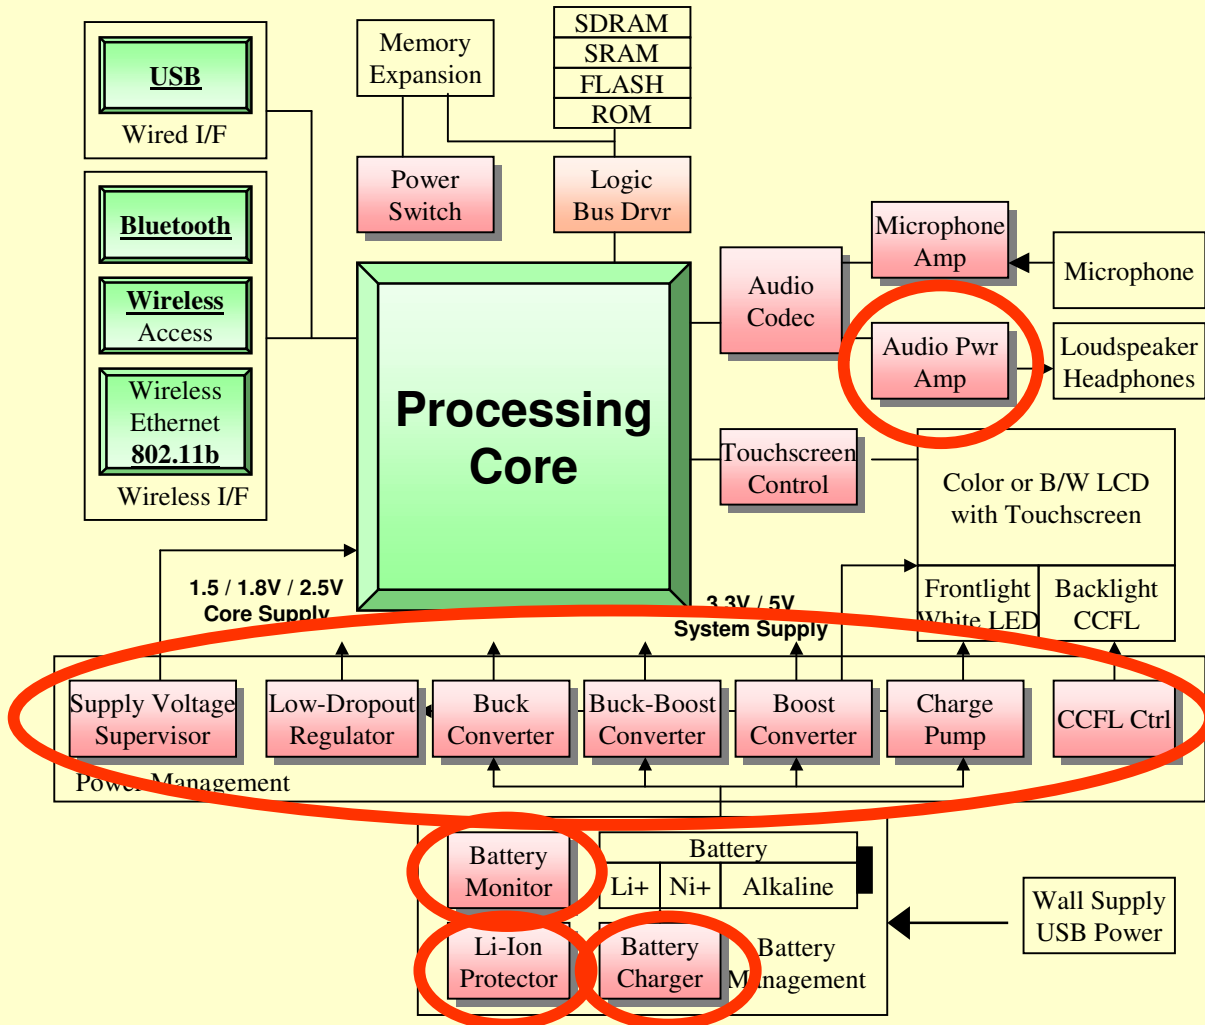 USB
Wired I/F
Memory
Expansion
SDRAM
SRAM
FLASH
ROM
Power
Switch
Logic
Bus Drvr
Bluetooth
Wireless
Access
Wireless
Ethernet
802.11b
Wireless I/F
Processing
Core
Audio
Codec
Microphone
Amp
Microphone
Audio Pwr
Amp
Loudspeaker
Headphones
Touchscreen
Control
Color or B/W LCD
with Touchscreen
Frontlight
White LED
Backlight
CCFL
1.5 / 1.8V / 2.5V
Core Supply
3.3V / 5V
System Supply
Supply Voltage
Supervisor
Low-Dropout
Regulator
Buck
Converter
Buck-Boost
Converter
Boost
Converter
Charge
Pump
CCFL Ctrl
Power Management
Battery
Monitor
Battery
Li+
Ni+
Alkaline
Li-Ion
Protector
Battery
Charger
Battery
Management
Wall Supply
USB Power